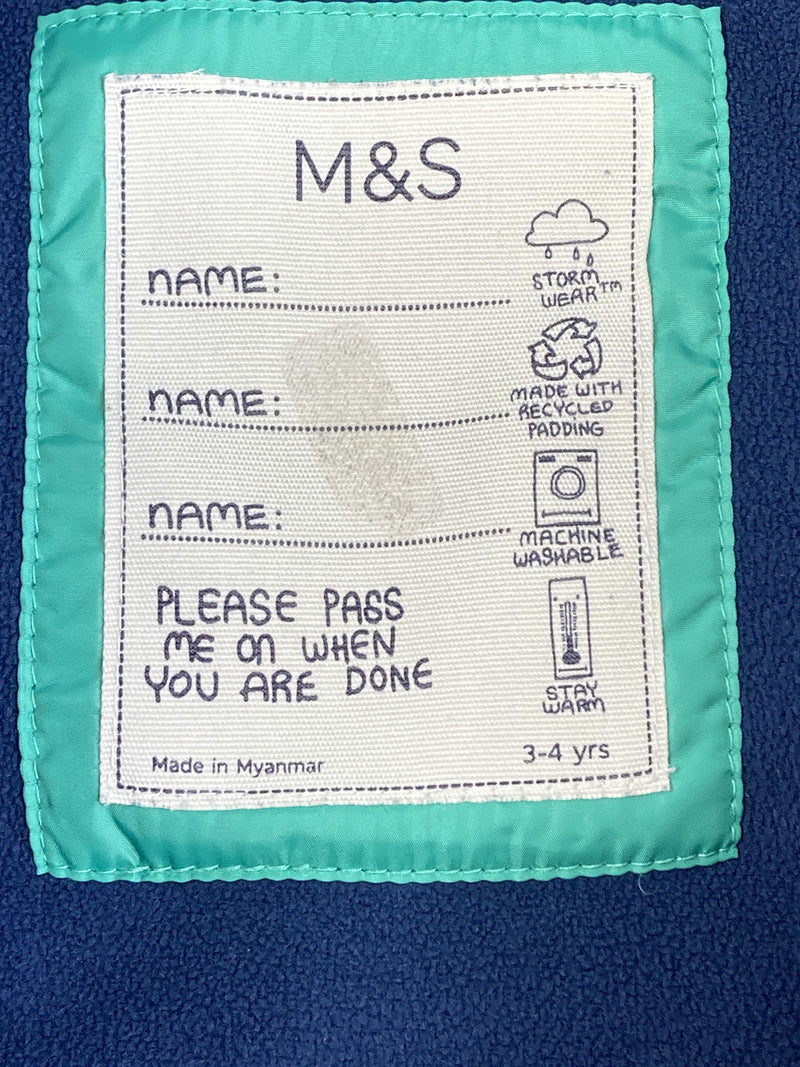 M&S
NAME:
NAME:
NAME:
STORM
WEAR™
MADE WITH
RECYCLED
PADDING
MACHINE
WASHABLE
STAY
WARM
PLEASE PASS
ME ON WHEN
YOU ARE DONE
Made in Myanmar
3-4 yrs